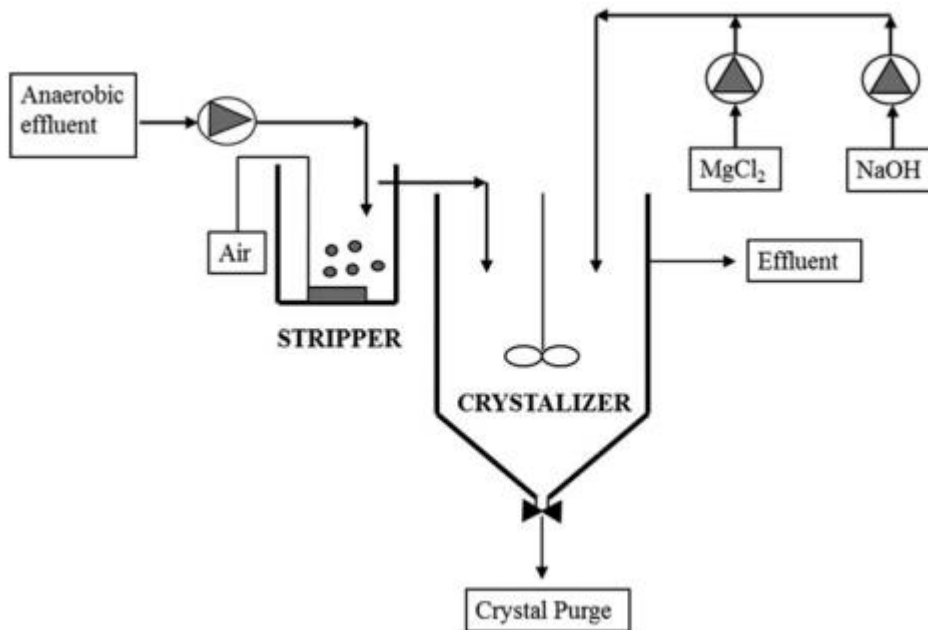 Anaerobic
effluent
Air
STRIPPER
MgCl₂
NaOH
Effluent
CRYSTALIZER
Crystal Purge